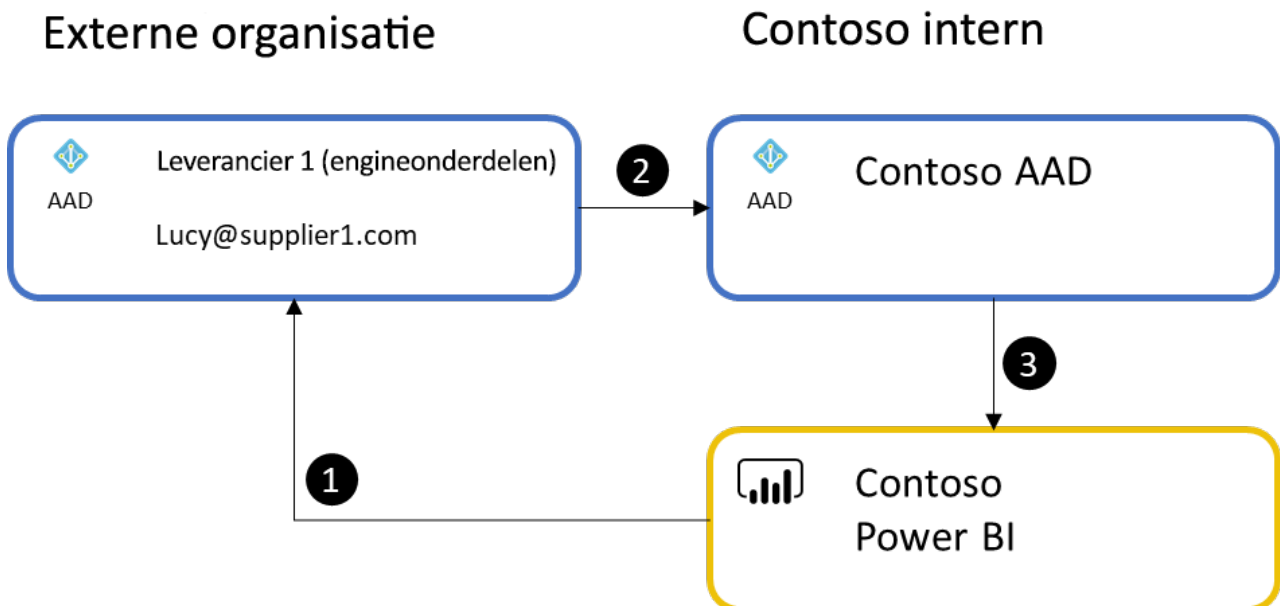 Externe organisatie
Contoso intern
AAD
Leverancier 1 (engineonderdelen)
Lucy@supplier1.com
2
AAD
Contoso AAD
3
1
Contoso
Power BI